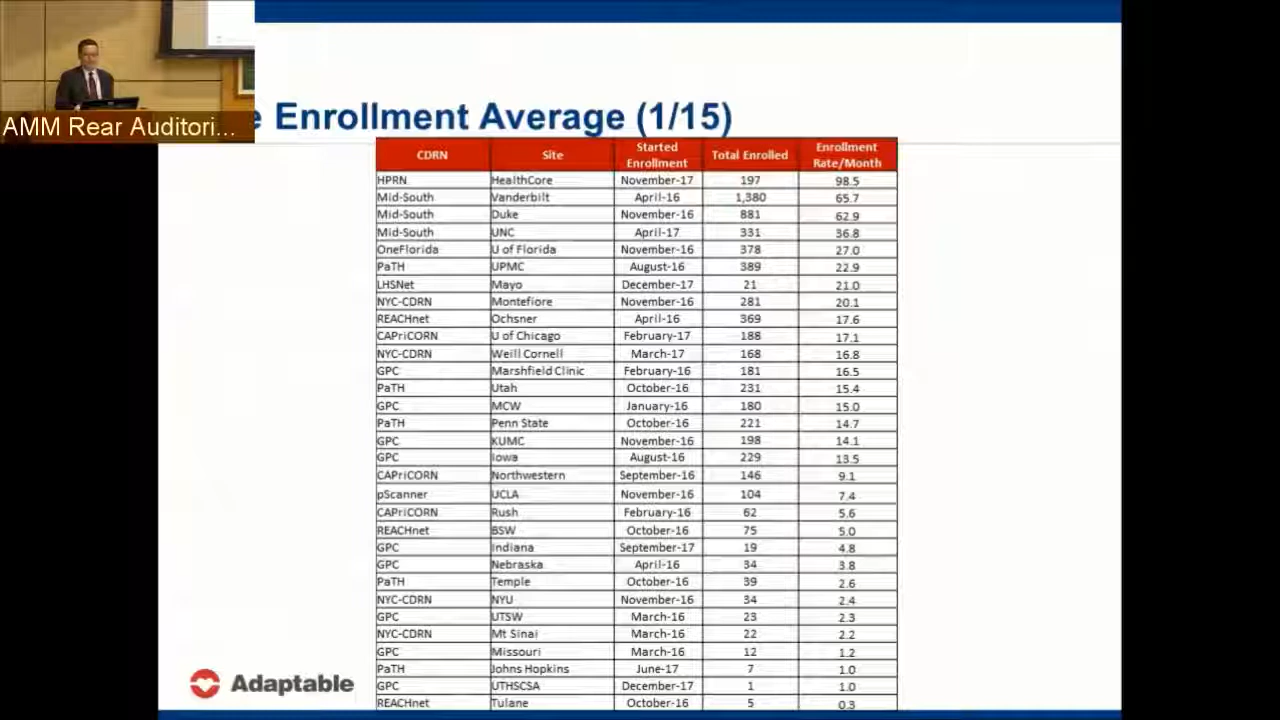 AMM Rear Auditori...
e Enrollment Average (1/15)
CDRN Site Started Enrollment Total Enrolled Enrollment Rate/Month
HPRN HealthCore November-17 197 98.5
Mid-South Vanderbilt April-16 1,380 65.7
Mid-South Duke November-16 881 62.9
Mid-South UNC April-17 331 36.8
OneFlorida U of Florida November-16 378 27.0
PaTH UPMC August-16 389 22.9
LHSNet Mayo December-17 21 21.0
NYC-CDRN Montefiore November-16 281 20.1
REACHnet Ochsner April-16 369 17.6
CAPriCORN U of Chicago February-17 188 17.1
NYC-CDRN Weill Cornell March-17 168 16.8
GPC Marshfield Clinic February-16 181 16.5
PaTH Utah October-16 231 15.4
GPC MCW January-16 180 15.0
PaTH Penn State October-16 221 14.7
GPC KUMC November-16 198 14.1
GPC Iowa August-16 229 13.5
CAPriCORN Northwestern September-16 146 9.1
pScanner UCLA November-16 104 7.4
CAPriCORN Rush February-16 62 5.6
REACHnet BSW October-16 75 5.0
GPC Indiana September-17 19 4.8
GPC Nebraska April-16 34 3.8
PaTH Temple October-16 39 2.6
NYC-CDRN NYU November-16 34 2.4
GPC UTSW March-16 23 2.3
NYC-CDRN Mt Sinai March-16 22 2.2
GPC Missouri March-16 12 1.2
PaTH Johns Hopkins June-17 7 1.0
GPC UTHSCSA December-17 1 1.0
REACHnet Tulane October-16 5 0.3
Adaptable